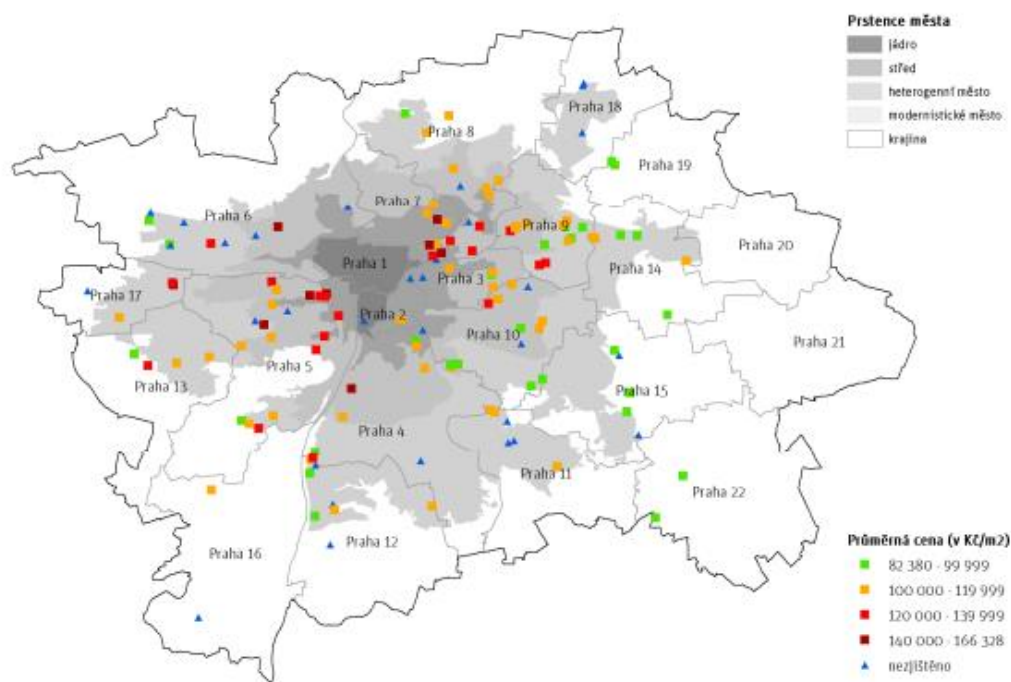 Prstence města
jádro
střed
heterogenní město
modernistické město
krajina
Praha 18
Praha 8
Praha 19
Praha 7
Praha 6
Praha 9
Praha 20
Praha 1
Praha 14
Praha 3
Praha 17
Praha 2
Praha 10
Praha 21
Praha 5
Praha 13
Praha 15
Praha 4
Praha 11
Praha 22
Praha 12
Praha 16
Průměrná cena (v Kč/m2)
82 380 - 99 999
100 000 - 119 999
120 000 - 139 999
140 000 - 166 328
nezjištěno